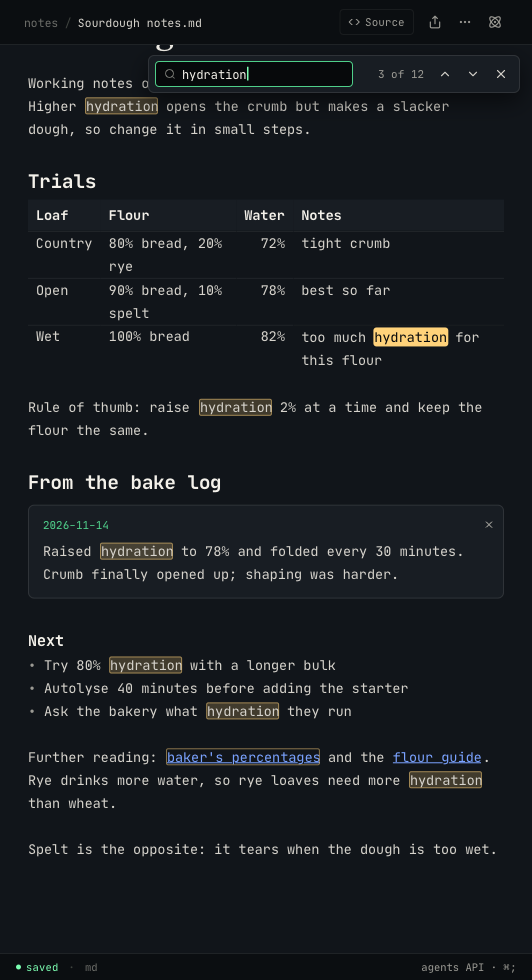 notes / Sourdough notes.md
Source
hydration
3 of 12
Working notes
Higher hydration opens the crumb but makes a slacker
dough, so change it in small steps.
Trials
Loaf Flour Water Notes
Country 80% bread, 20% 72% tight crumb
rye
Open 90% bread, 10% 78% best so far
spelt
Wet 100% bread 82% too much hydration for
this flour
Rule of thumb: raise hydration 2% at a time and keep the
flour the same.
From the bake log
2026-11-14
Raised hydration to 78% and folded every 30 minutes.
Crumb finally opened up; shaping was harder.
Next
• Try 80% hydration with a longer bulk
• Autolyse 40 minutes before adding the starter
• Ask the bakery what hydration they run
Further reading: baker's percentages and the flour guide.
Rye drinks more water, so rye loaves need more hydration
than wheat.
Spelt is the opposite: it tears when the dough is too wet.
saved · md
agents API · ⌘;